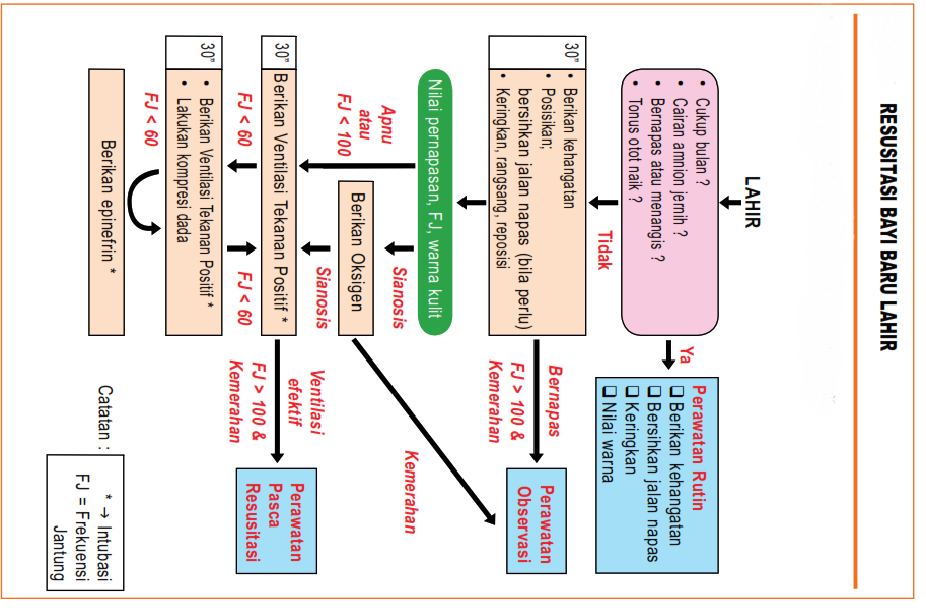 RESUSITASI BAYI BARU LAHIR
LAHIR
• Cukup bulan ?
• Cairan amnion jernih ?
• Bernapas atau menangis ?
• Tonus otot naik ?
Ya
Perawatan Rutin
❑ Berikan kehangatan
❑ Bersihkan jalan napas
❑ Keringkan
❑ Nilai warna
Tidak
30”
• Berikan kehangatan
• Posisikan;
bersihkan jalan napas (bila perlu)
• Keringkan, rangsang, reposisi
Bernapas
FJ > 100 &
Kemerahan
Perawatan
Observasi
Nilai pernapasan, FJ, warna kulit
Apnu
atau
FJ < 100
Sianosis
Berikan Oksigen
Kemerahan
Sianosis
30”
Berikan Ventilasi Tekanan Positif *
Ventilasi
efektif
FJ > 100 &
Kemerahan
Perawatan
Pasca
Resusitasi
FJ < 60
FJ < 60
30”
• Berikan Ventilasi Tekanan Positif *
• Lakukan kompresi dada
FJ < 60
Berikan epinefrin *
Catatan :
* → Iintubasi
FJ = Frekuensi
Jantung